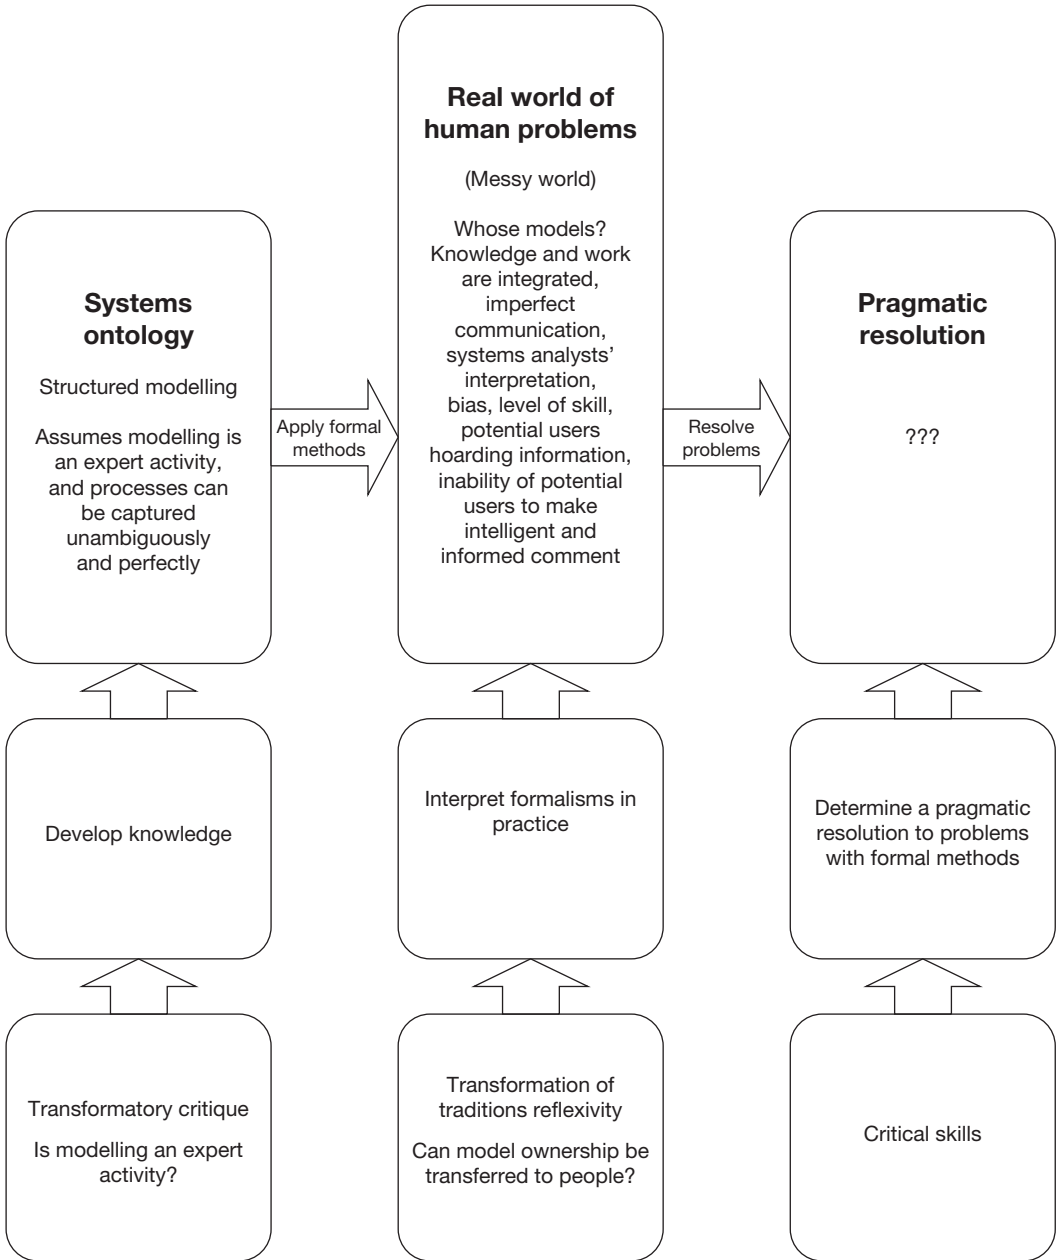 Real world of
human problems
(Messy world)
Whose models?
Knowledge and work
are integrated,
imperfect
communication,
systems analysts’
interpretation,
bias, level of skill,
potential users
hoarding information,
inability of potential
users to make
intelligent and
informed comment
Systems
ontology
Structured modelling
Assumes modelling is
an expert activity,
and processes can
be captured
unambiguously
and perfectly
Apply formal
methods
Resolve
problems
Pragmatic
resolution
???
Develop knowledge
Interpret formalisms in
practice
Determine a pragmatic
resolution to problems
with formal methods
Transformatory critique
Is modelling an expert
activity?
Transformation of
traditions reflexivity
Can model ownership be
transferred to people?
Critical skills